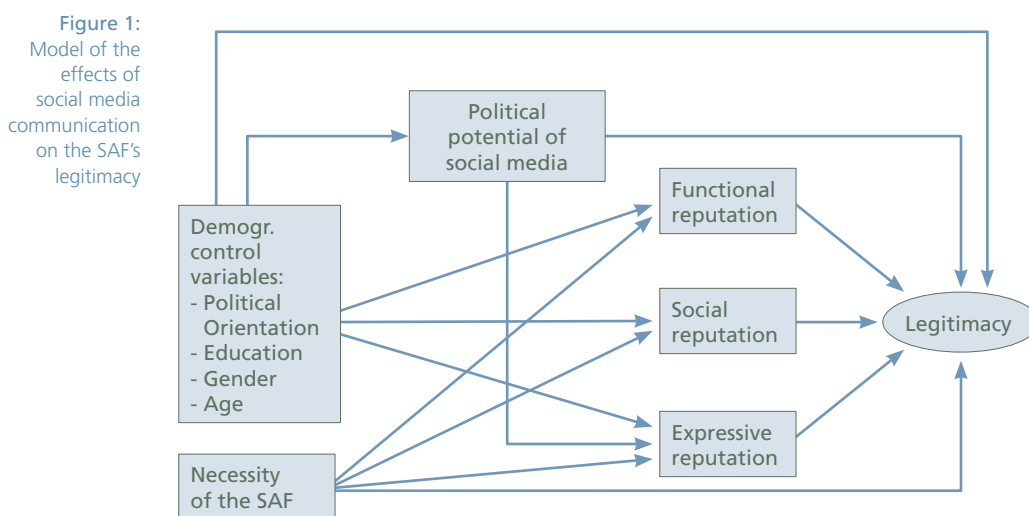 Figure 1:
Model of the
effects of
social media
communication
on the SAF's
legitimacy
Political
potential of
social media
Functional
reputation
Demogr.
control
variables:
- Political
Orientation
- Education
- Gender
- Age
Social
reputation
Legitimacy
Expressive
reputation
Necessity
of the SAF